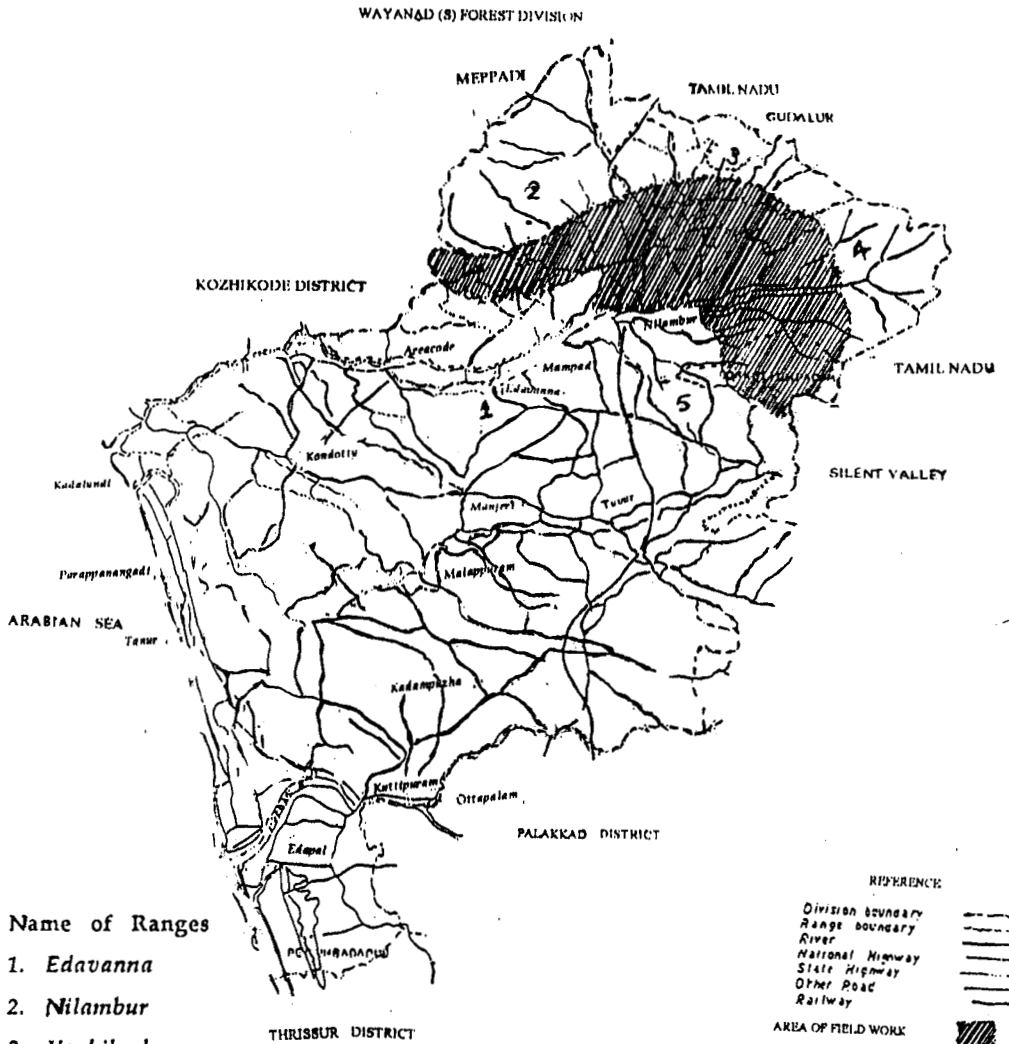 WAYANAD (S) FOREST DIVISION
MEPPADI
TAMIL NADU
GUDALUR
3
2
4
KOZHIKODE DISTRICT
Nilambur
Areacode
Mampad
TAMIL NADU
Edavanna
1
5
Kondotty
SILENT VALLEY
Kadalundi
Manjeri
Tuvur
Parappanangadi
Malappuram
ARABIAN SEA
Tanur
Kadampuzha
Kuttipuram
Ottapalam
PALAKKAD DISTRICT
Edapal
REFERENCE
Name of Ranges
Division boundary
Range boundary
River
National Highway
State Highway
Other Road
Railway
1. Edavanna
2. Nilambur
AREA OF FIELD WORK
THRISSUR DISTRICT